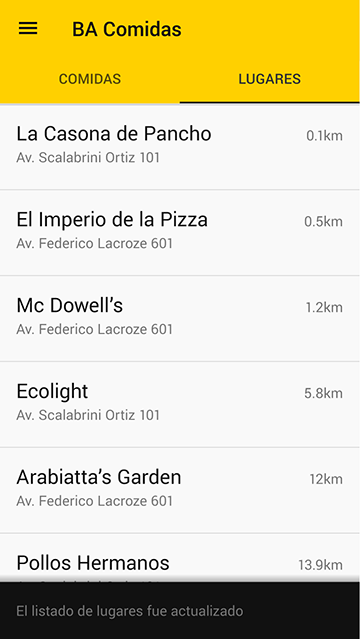 BA Comidas
COMIDAS LUGARES
La Casona de Pancho 0.1km
Av. Scalabrini Ortiz 101
El Imperio de la Pizza 0.5km
Av. Federico Lacroze 601
Mc Dowell’s 1.2km
Av. Federico Lacroze 601
Ecolight 5.8km
Av. Scalabrini Ortiz 101
Arabiatta’s Garden 12km
Av. Federico Lacroze 601
Pollos Hermanos 13.9km
El listado de lugares fue actualizado